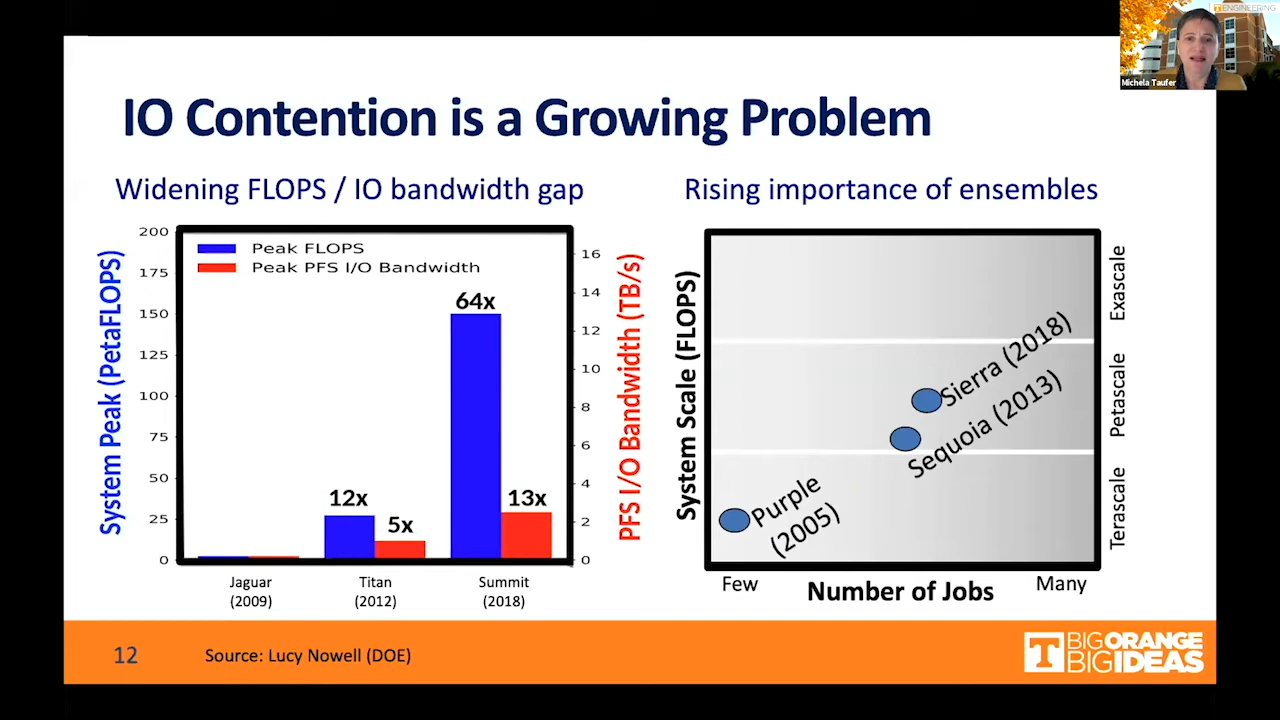 ENGINEERING
Michela Taufer
IO Contention is a Growing Problem
Widening FLOPS / IO bandwidth gap
System Peak (PetaFLOPS)
200
175
150
125
100
75
50
25
0
Peak FLOPS
Peak PFS I/O Bandwidth
12x
5x
64x
13x
16
14
12
10
8
6
4
2
0
PFS I/O Bandwidth (TB/s)
Jaguar
(2009)
Titan
(2012)
Summit
(2018)
Rising importance of ensembles
System Scale (FLOPS)
Sierra (2018)
Sequoia (2013)
Purple
(2005)
Exascale
Petascale
Terascale
Few
Number of Jobs
Many
12
Source: Lucy Nowell (DOE)
T
BIG ORANGE
BIG IDEAS